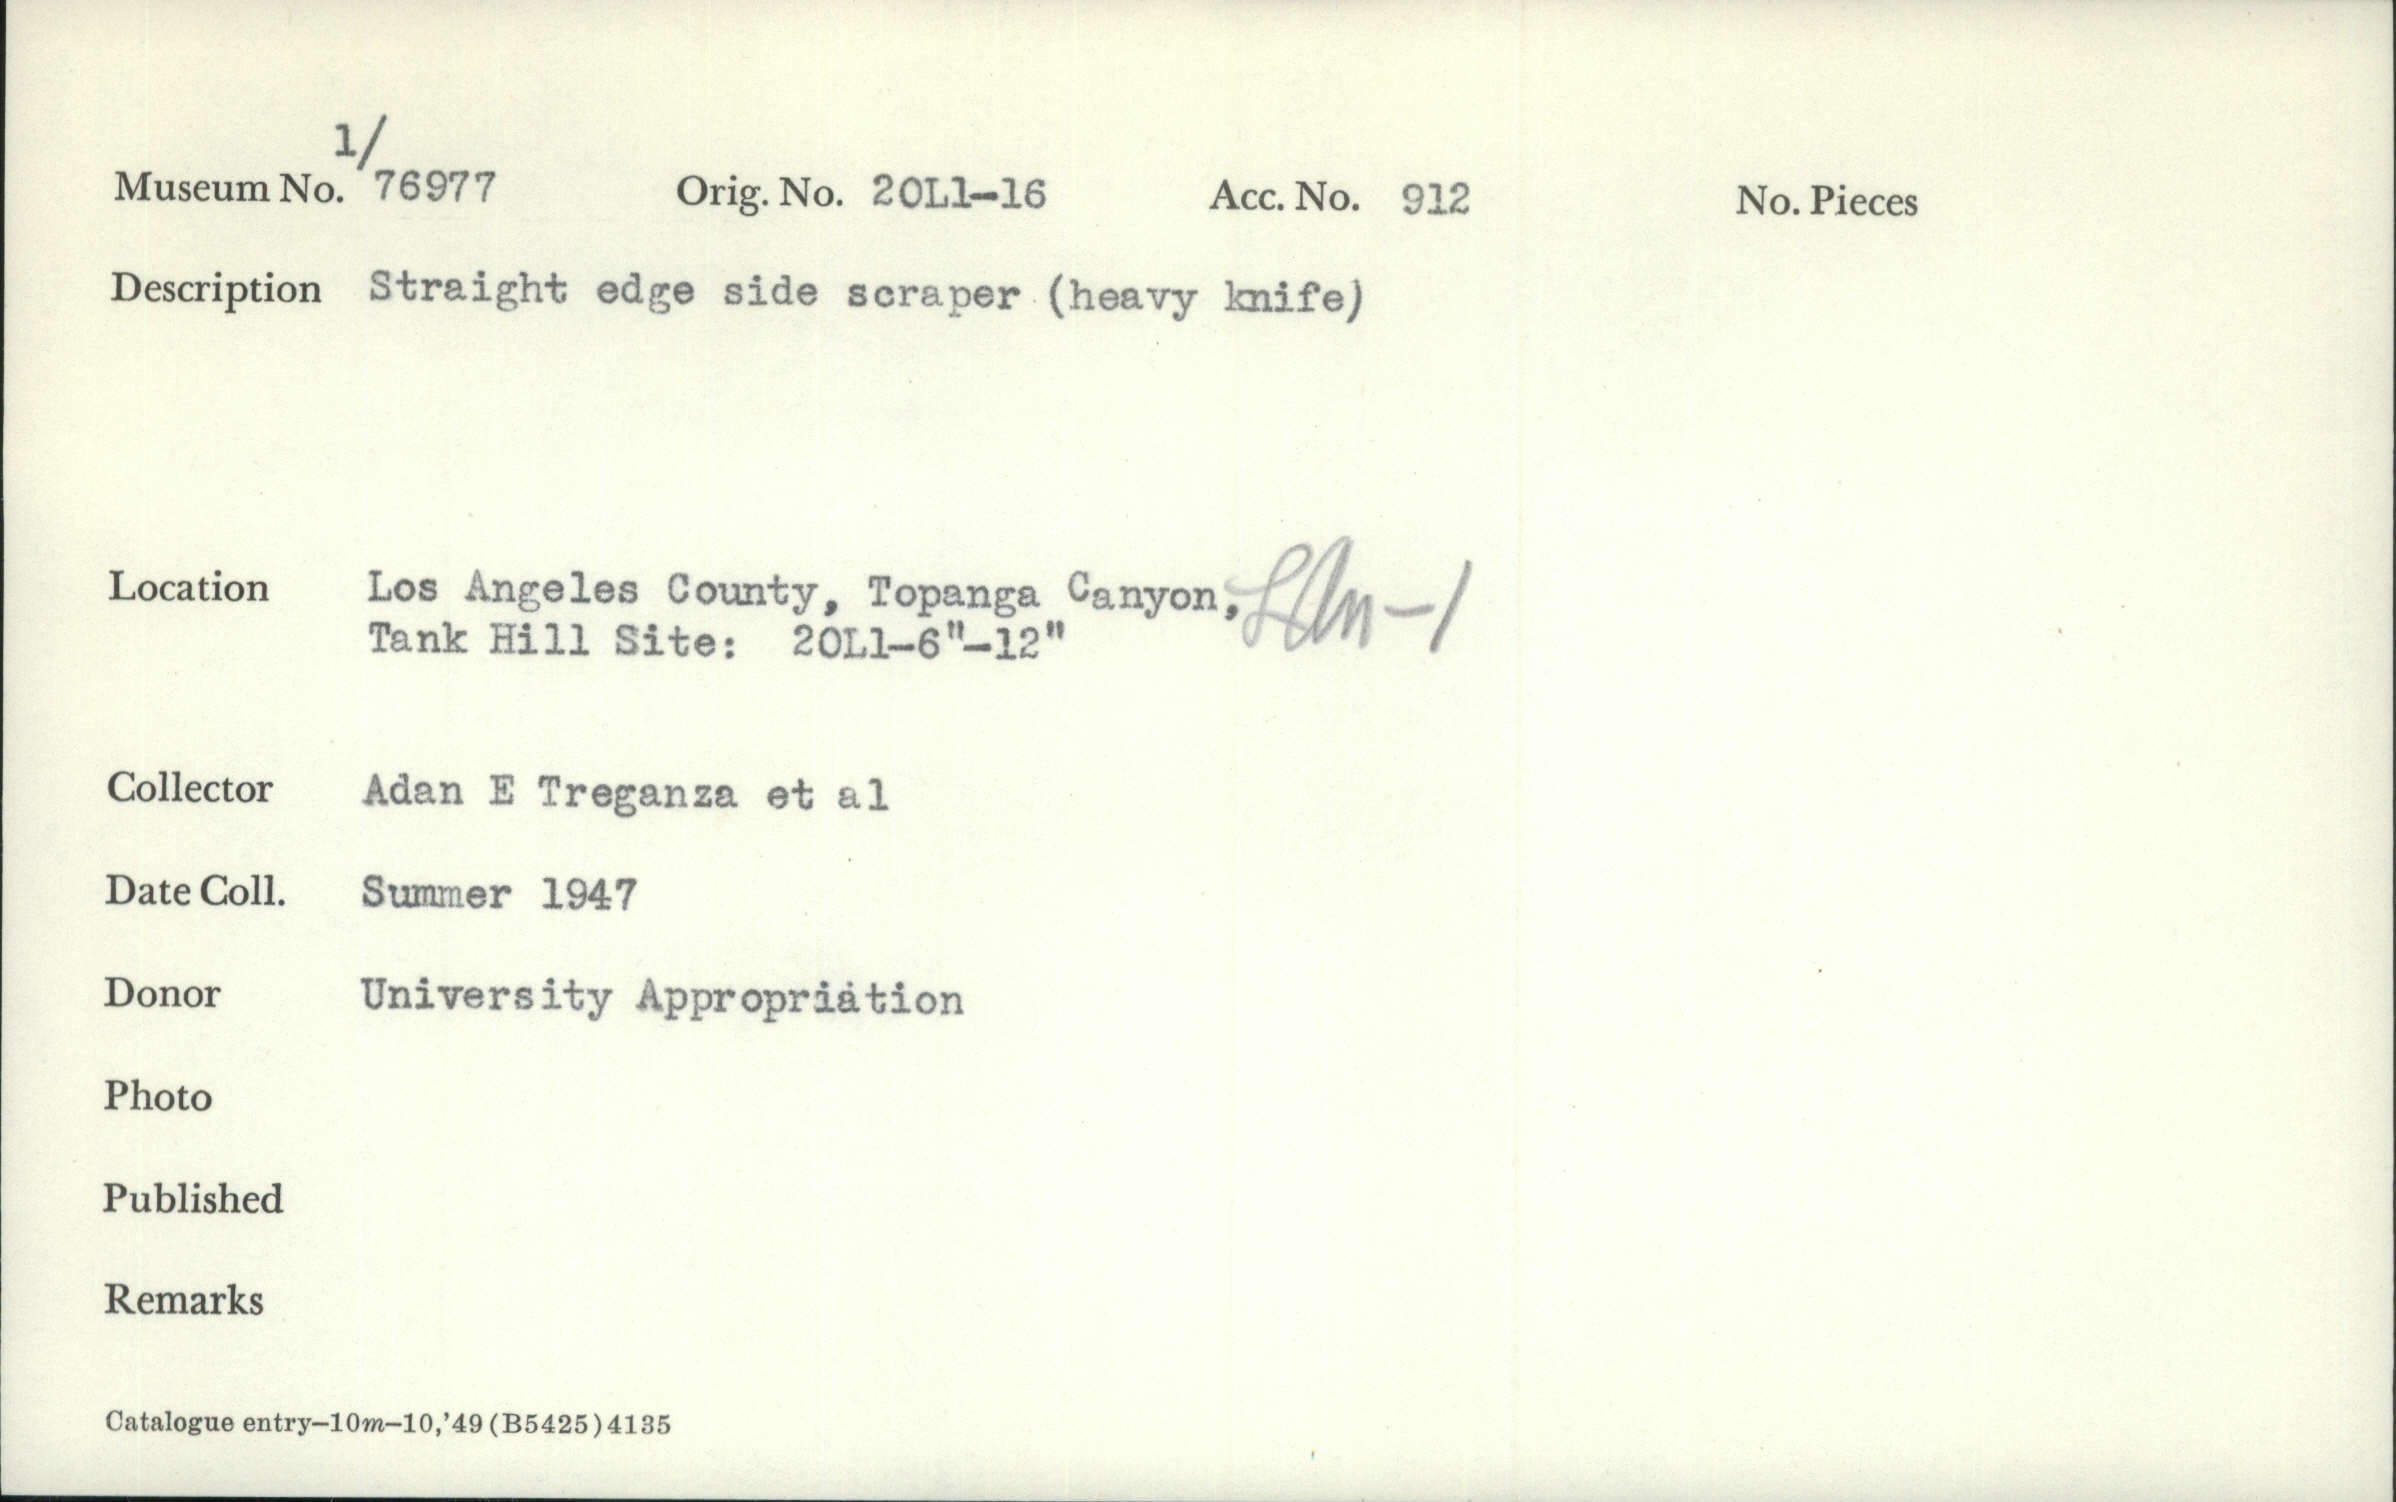 1/
Museum No. 76977 Orig. No. 20L1-16 Acc. No. 912 No. Pieces
Description Straight edge side scraper (heavy knife)
Location Los Angeles County, Topanga Canyon, LAn-1
Tank Hill Site: 20L1-6"-12"
Collector Adan E Treganza et al
Date Coll. Summer 1947
Donor University Appropriation
Photo
Published
Remarks
Catalogue entry-10m-10,'49(B5425)4135